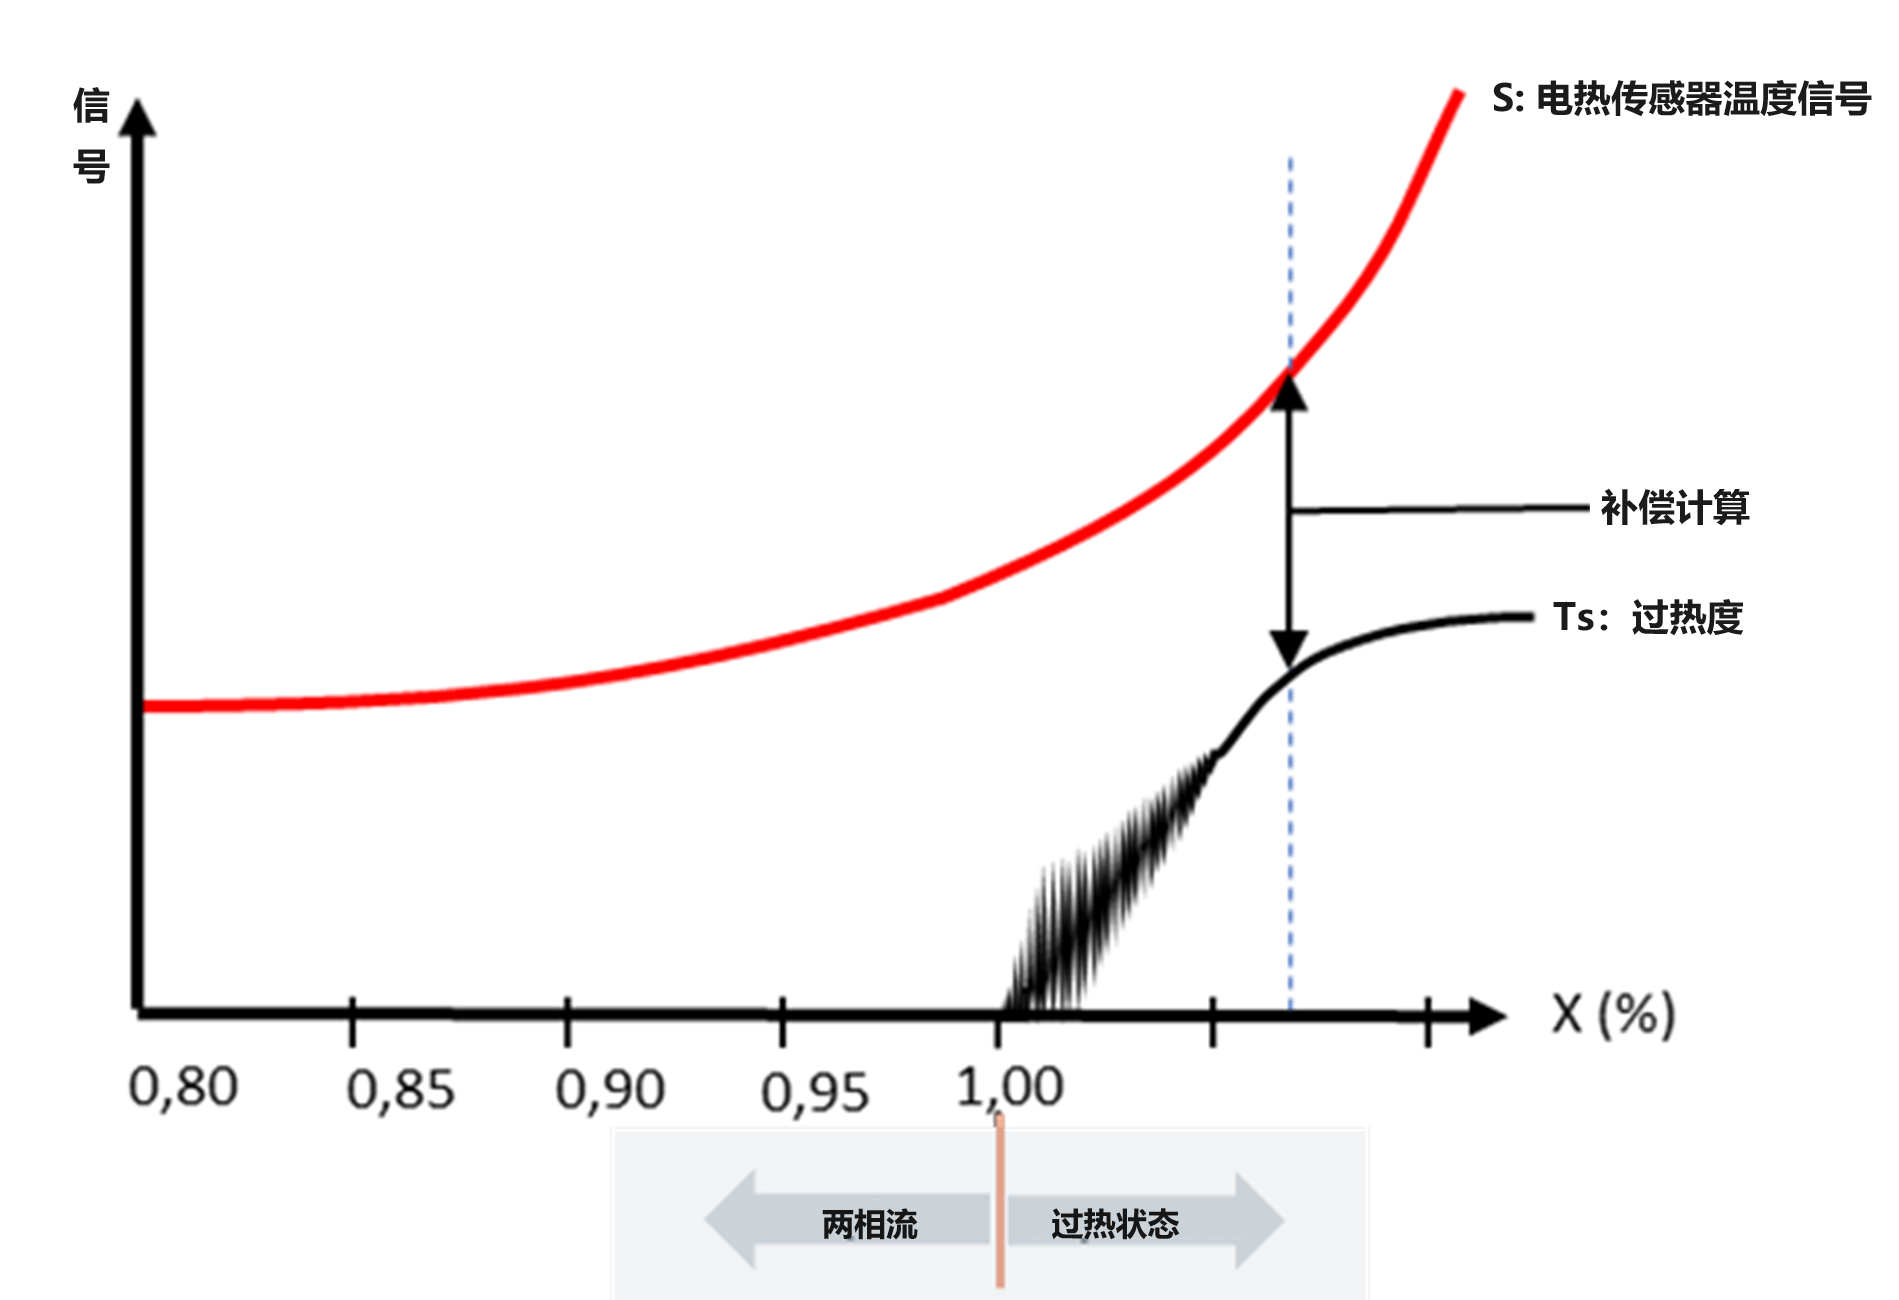 信
号
S: 电热传感器温度信号
补偿计算
Ts：过热度
X (%)
0,80 0,85 0,90 0,95 1,00
两相流 过热状态